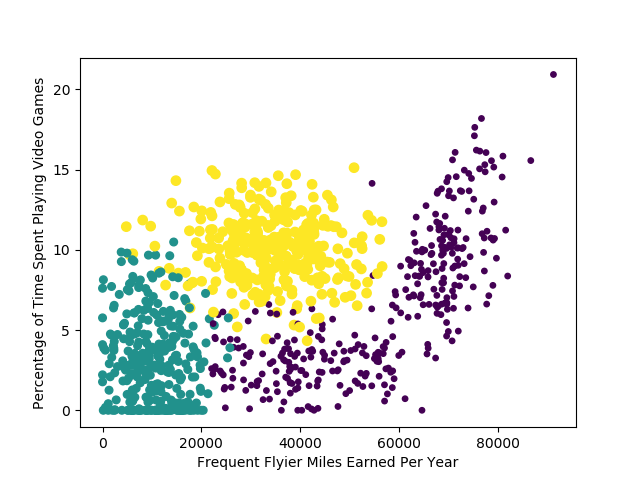 20
15
10
5
0
Percentage of Time Spent Playing Video Games
0 20000 40000 60000 80000
Frequent Flyier Miles Earned Per Year